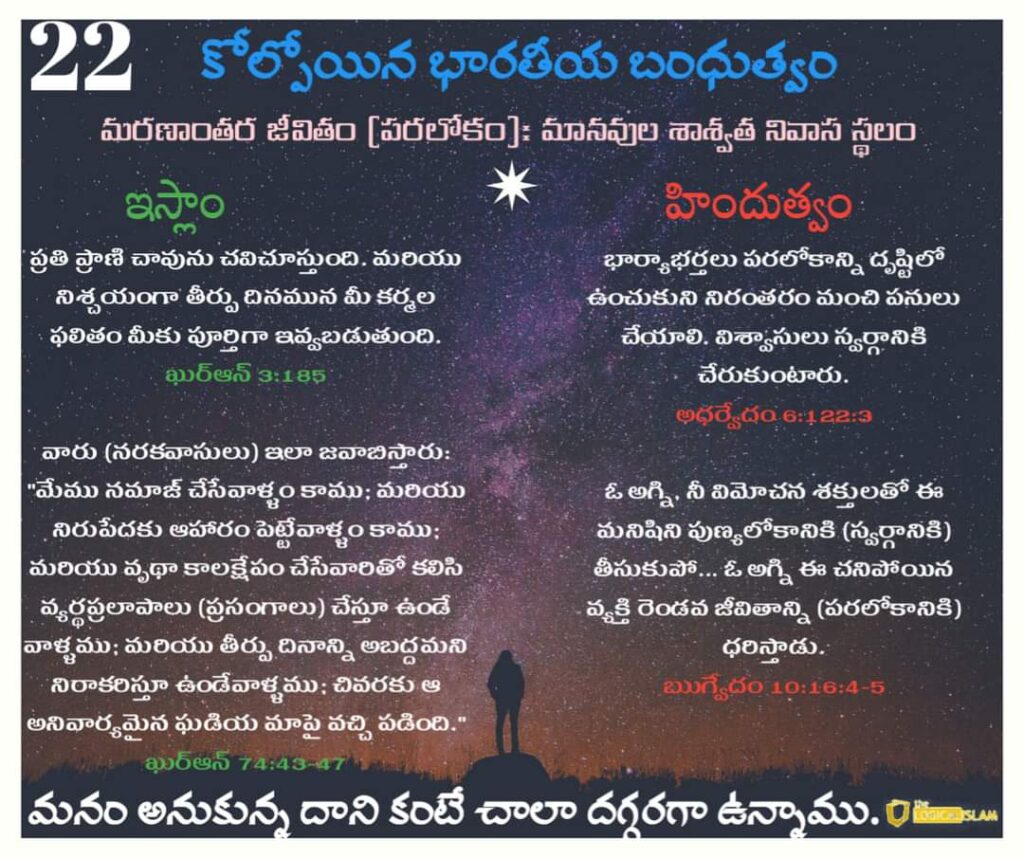 22
కోల్పోయిన భారతీయ బంధుత్వం
మరణాంతర జీవితం [పరలోకం]: మానవుల శాశ్వత నివాస స్థలం
ఇస్లాం
ప్రతి ప్రాణి చావును చవిచూస్తుంది. మరియు
నిశ్చయంగా తీర్పు దినమున మీ కర్మల
ఫలితం మీకు పూర్తిగా ఇవ్వబడుతుంది.
ఖుర్ఆన్ 3:185
వారు (నరకవాసులు) ఇలా జవాబిస్తారు:
"మేము నమాజ్ చేసేవాళ్ళం కాము; మరియు
నిరుపేదకు ఆహారం పెట్టేవాళ్ళం కాము;
మరియు వృథా కాలక్షేపం చేసేవారితో కలిసి
వ్యర్థప్రలాపాలు (ప్రసంగాలు) చేస్తూ ఉండే
వాళ్ళము; మరియు తీర్పు దినాన్ని అబద్దమని
నిరాకరిస్తూ ఉండేవాళ్ళము; చివరకు ఆ
అనివార్యమైన ఘడియ మాపై వచ్చి పడింది."
ఖుర్ఆన్ 74:43-47
హిందుత్వం
భార్యాభర్తలు పరలోకాన్ని దృష్టిలో
ఉంచుకుని నిరంతరం మంచి పనులు
చేయాలి. విశ్వాసులు స్వర్గానికి
చేరుకుంటారు.
అధర్వేదం 6:122:3
ఓ అగ్ని, నీ విమోచన శక్తులతో ఈ
మనిషిని పుణ్యలోకానికి (స్వర్గానికి)
తీసుకుపో... ఓ అగ్ని ఈ చనిపోయిన
వ్యక్తి రెండవ జీవితాన్ని (పరలోకానికి)
ధరిస్తాడు.
ఋగ్వేదం 10:16:4-5
మనం అనుకున్న దాని కంటే చాలా దగ్గరగా ఉన్నాము.
the
LOGICAL ISLAM